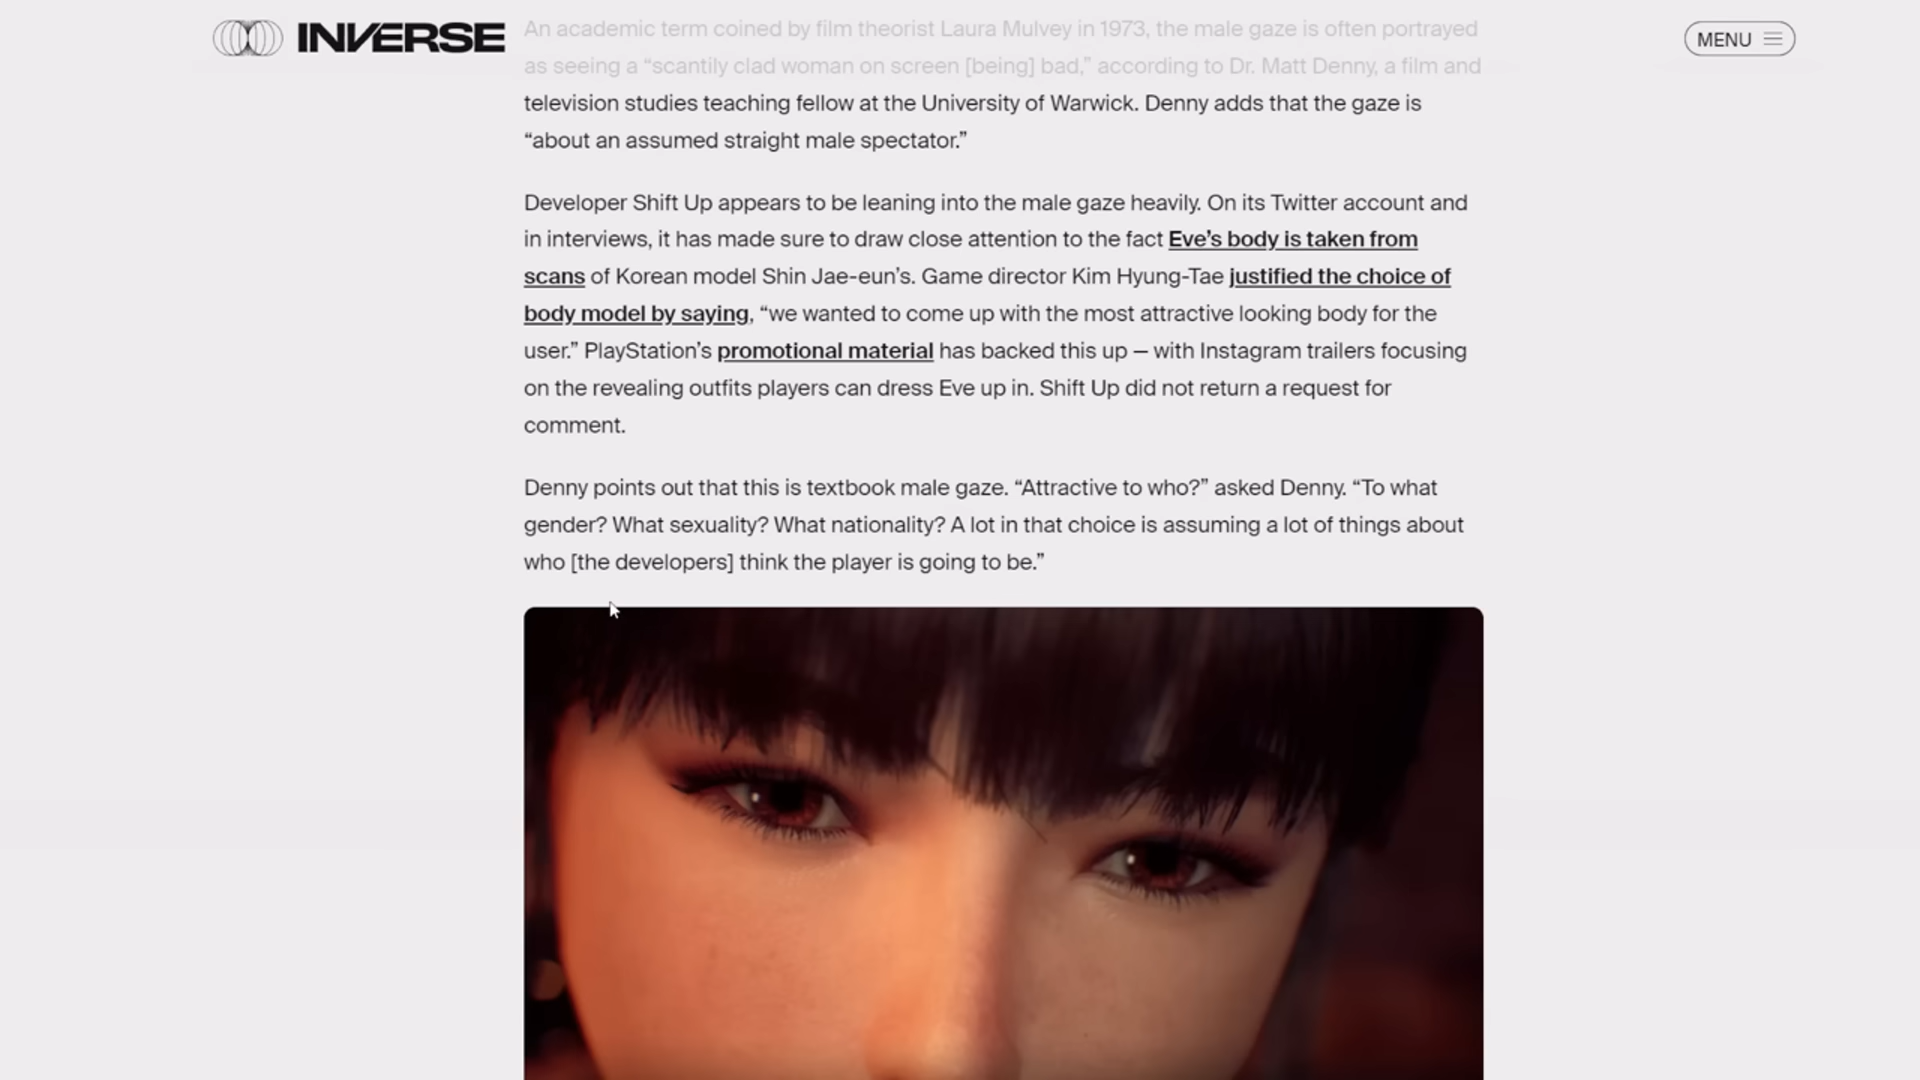 INVERSE
MENU
An academic term coined by film theorist Laura Mulvey in 1973, the male gaze is often portrayed
as seeing a “scantily clad woman on screen [being] bad,” according to Dr. Matt Denny, a film and
television studies teaching fellow at the University of Warwick. Denny adds that the gaze is
“about an assumed straight male spectator.”
Developer Shift Up appears to be leaning into the male gaze heavily. On its Twitter account and
in interviews, it has made sure to draw close attention to the fact Eve’s body is taken from
scans of Korean model Shin Jae-eun’s. Game director Kim Hyung-Tae justified the choice of
body model by saying, “we wanted to come up with the most attractive looking body for the
user.” PlayStation’s promotional material has backed this up — with Instagram trailers focusing
on the revealing outfits players can dress Eve up in. Shift Up did not return a request for
comment.
Denny points out that this is textbook male gaze. “Attractive to who?” asked Denny. “To what
gender? What sexuality? What nationality? A lot in that choice is assuming a lot of things about
who [the developers] think the player is going to be.”